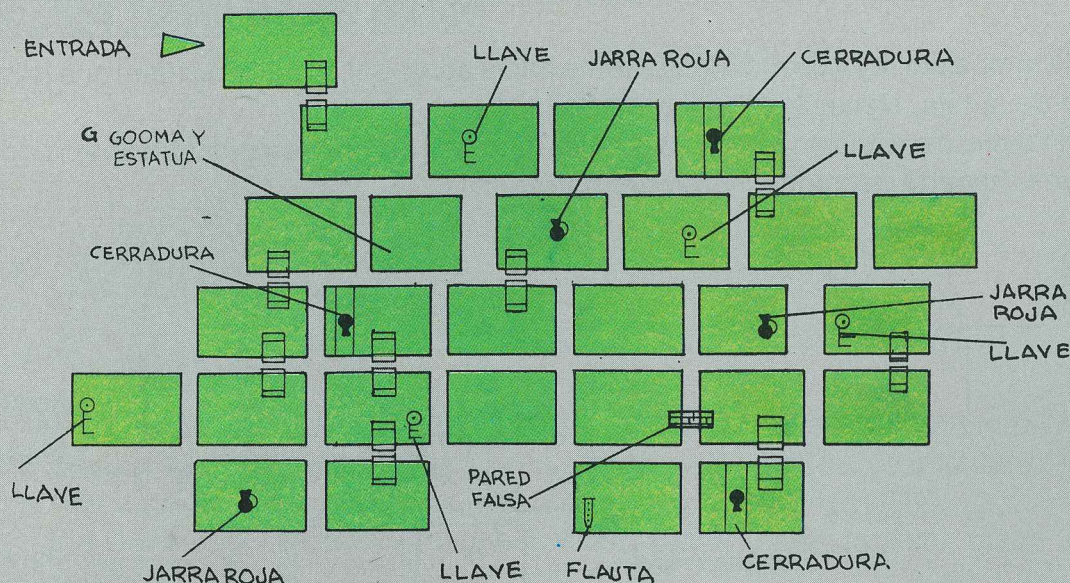 ENTRADA
LLAVE
JARRA ROJA
CERRADURA
G GOOMA Y
ESTATUA
LLAVE
CERRADURA
JARRA
ROJA
LLAVE
LLAVE
PARED
FALSA
JARRA ROJA
LLAVE
FLAUTA
CERRADURA